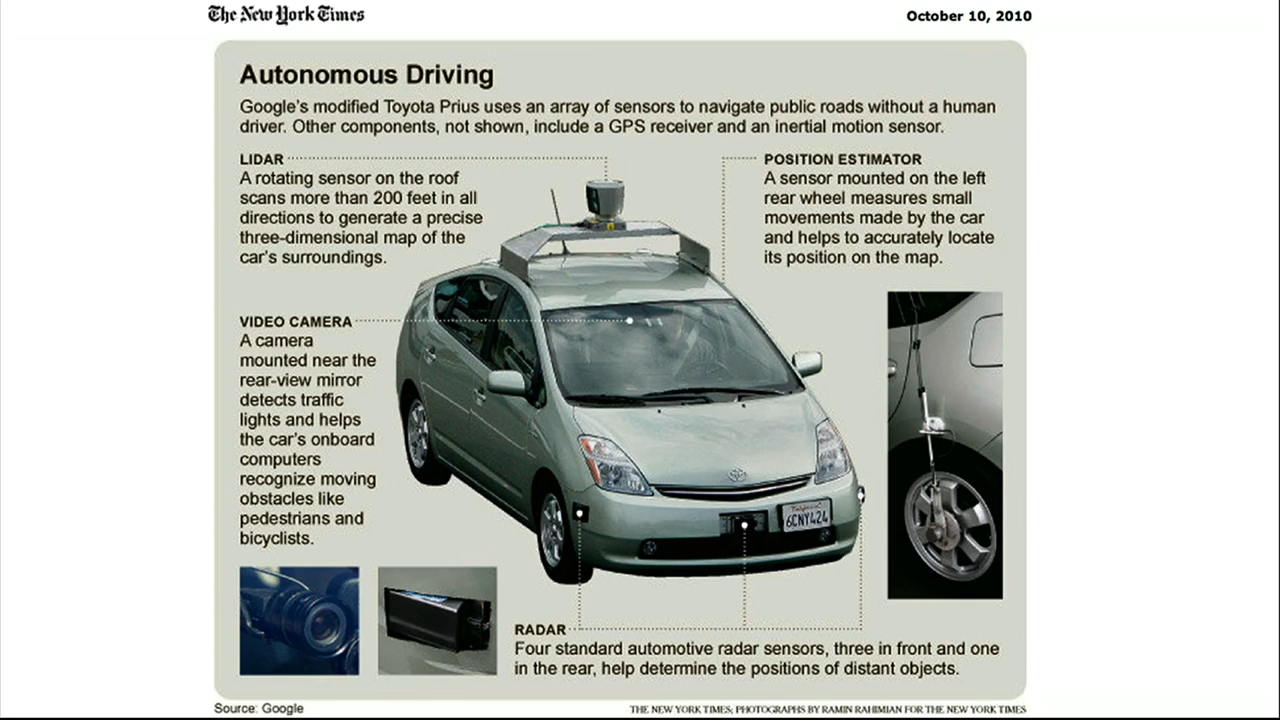 The New York Times
October 10, 2010
Autonomous Driving
Google's modified Toyota Prius uses an array of sensors to navigate public roads without a human
driver. Other components, not shown, include a GPS receiver and an inertial motion sensor.
LIDAR
A rotating sensor on the roof
scans more than 200 feet in all
directions to generate a precise
three-dimensional map of the
car's surroundings.
POSITION ESTIMATOR
A sensor mounted on the left
rear wheel measures small
movements made by the car
and helps to accurately locate
its position on the map.
VIDEO CAMERA
A camera
mounted near the
rear-view mirror
detects traffic
lights and helps
the car's onboard
computers
recognize moving
obstacles like
pedestrians and
bicyclists.
California
6CNY424
RADAR
Four standard automotive radar sensors, three in front and one
in the rear, help determine the positions of distant objects.
Source: Google
THE NEW YORK TIMES; PHOTOGRAPHS BY RAMIN RAHIMIAN FOR THE NEW YORK TIMES